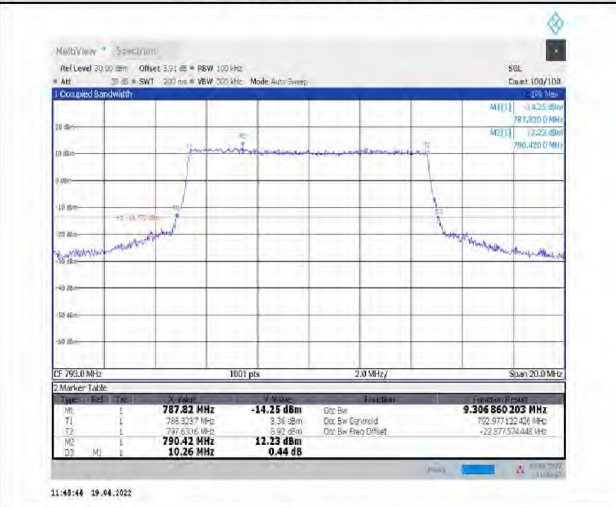 MultiView Spectrum
Ref Level 30.00 dBm Offset 3.91 dB RBW 100 kHz SGL
Att 30 dB SWT 200 ms VBW 300 kHz Mode Auto Sweep Count 100/100
1 Occupied Bandwidth
M1[1] -14.25 dBm
787.820 0 MHz
M2[1] 12.23 dBm
790.420 0 MHz
20 dBm
10 dBm
0 dBm
-10 dBm
-20 dBm
-30 dBm
-40 dBm
-50 dBm
-60 dBm
CF 793.0 MHz 1001 pts 2.0 MHz/ Span 20.0 MHz
2 Marker Table
Type Ref Trc X-Value Y-Value Function Function Result
M1 1 787.82 MHz -14.25 dBm Occ Bw 9.306 860 203 MHz
T1 1 788.3237 MHz 8.36 dBm Occ Bw Centroid 792.977 122 426 MHz
T2 1 797.6306 MHz 8.92 dBm Occ Bw Freq Offset -22.877 574 448 kHz
M2 1 790.42 MHz 12.23 dBm
D3 M1 1 10.26 MHz 0.44 dB
11:43:44 19.04.2022